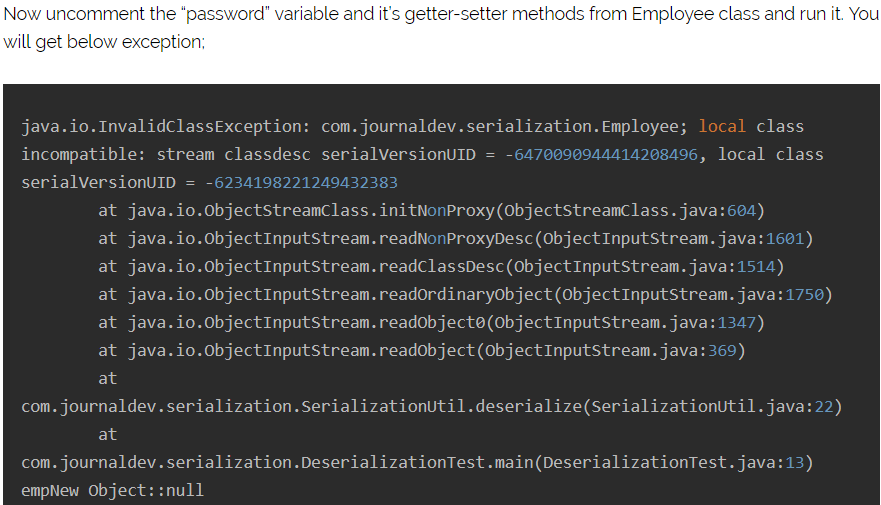 Now uncomment the “password” variable and it’s getter-setter methods from Employee class and run it. You
will get below exception;
java.io.InvalidClassException: com.journaldev.serialization.Employee; local class
incompatible: stream classdesc serialVersionUID = -6470090944414208496, local class
serialVersionUID = -6234198221249432383
at java.io.ObjectStreamClass.initNonProxy(ObjectStreamClass.java:604)
at java.io.ObjectInputStream.readNonProxyDesc(ObjectInputStream.java:1601)
at java.io.ObjectInputStream.readClassDesc(ObjectInputStream.java:1514)
at java.io.ObjectInputStream.readOrdinaryObject(ObjectInputStream.java:1750)
at java.io.ObjectInputStream.readObject0(ObjectInputStream.java:1347)
at java.io.ObjectInputStream.readObject(ObjectInputStream.java:369)
at
com.journaldev.serialization.SerializationUtil.deserialize(SerializationUtil.java:22)
at
com.journaldev.serialization.DeserializationTest.main(DeserializationTest.java:13)
empNew Object::null